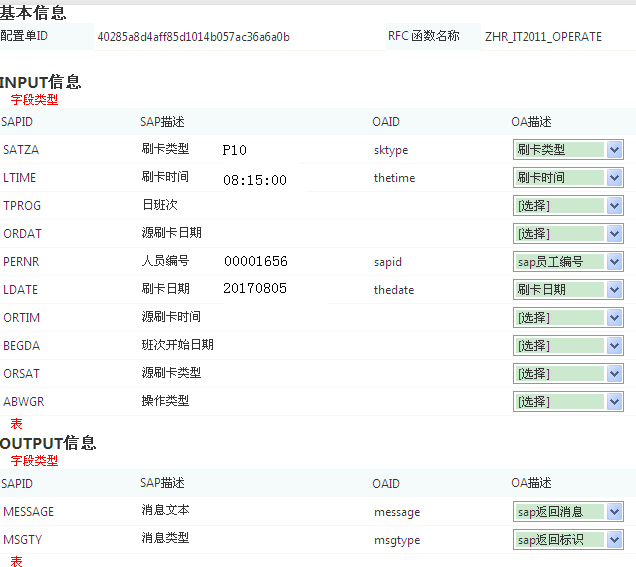 基本信息
配置单ID 40285a8d4aff85d1014b057ac36a6a0b RFC 函数名称 ZHR_IT2011_OPERATE
INPUT信息
字段类型
SAPID SAP描述 OAID OA描述
SATZA 刷卡类型 P10 sktype 刷卡类型
LTIME 刷卡时间 08:15:00 thetime 刷卡时间
TPROG 日班次 [选择]
ORDAT 源刷卡日期 [选择]
PERNR 人员编号 00001656 sapid sap员工编号
LDATE 刷卡日期 20170805 thedate 刷卡日期
ORTIM 源刷卡时间 [选择]
BEGDA 班次开始日期 [选择]
ORSAT 源刷卡类型 [选择]
ABWGR 操作类型 [选择]
表
OUTPUT信息
字段类型
SAPID SAP描述 OAID OA描述
MESSAGE 消息文本 message sap返回消息
MSGTY 消息类型 msgtype sap返回标识
表